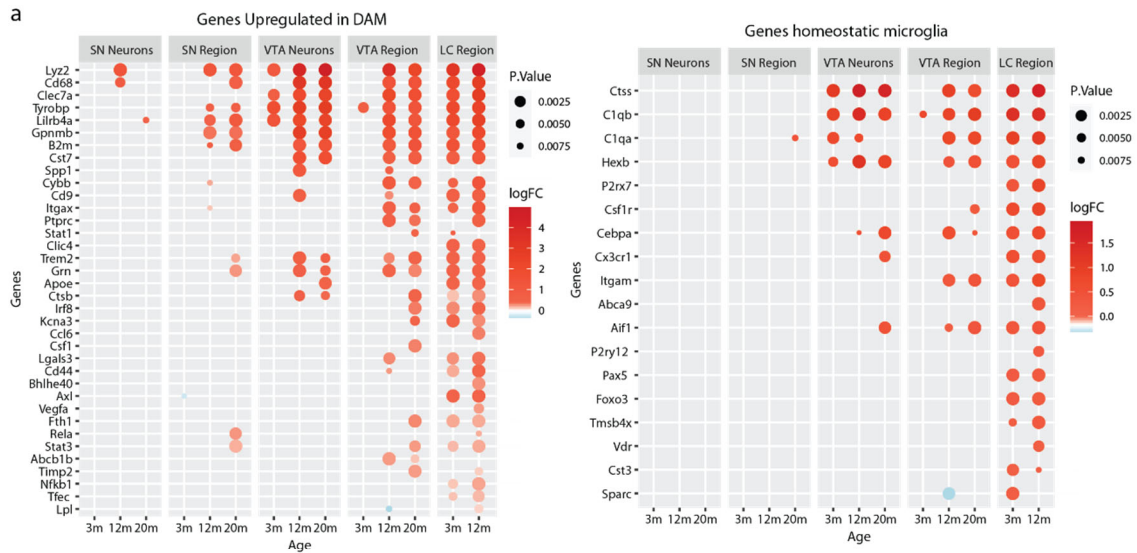 a
Genes Upregulated in DAM
SN Neurons
SN Region
VTA Neurons
VTA Region
LC Region
Genes
Lyz2
Cd68
Clec7a
Tyrobp
Lilrb4a
Gpnmb
B2m
Cst7
Spp1
Cybb
Cd9
Itgax
Ptprc
Stat1
Clic4
Trem2
Grn
Apoe
Ctsb
Irf8
Kcna3
Ccl6
Csf1
Lgals3
Cd44
Bhlhe40
Axl
Vegfa
Fth1
Rela
Stat3
Abcb1b
Timp2
Nfkb1
Tfec
Lpl
3m 12m 20m
3m 12m 20m
3m 12m 20m
3m 12m 20m
3m 12m
Age
P.Value
0.0025
0.0050
0.0075
logFC
4
3
2
1
0
Genes homeostatic microglia
SN Neurons
SN Region
VTA Neurons
VTA Region
LC Region
Genes
Ctss
C1qb
C1qa
Hexb
P2rx7
Csf1r
Cebpa
Cx3cr1
Itgam
Abca9
Aif1
P2ry12
Pax5
Foxo3
Tmsb4x
Vdr
Cst3
Sparc
3m 12m 20m
3m 12m 20m
3m 12m 20m
3m 12m 20m
3m 12m
Age
P.Value
0.0025
0.0050
0.0075
logFC
1.5
1.0
0.5
0.0